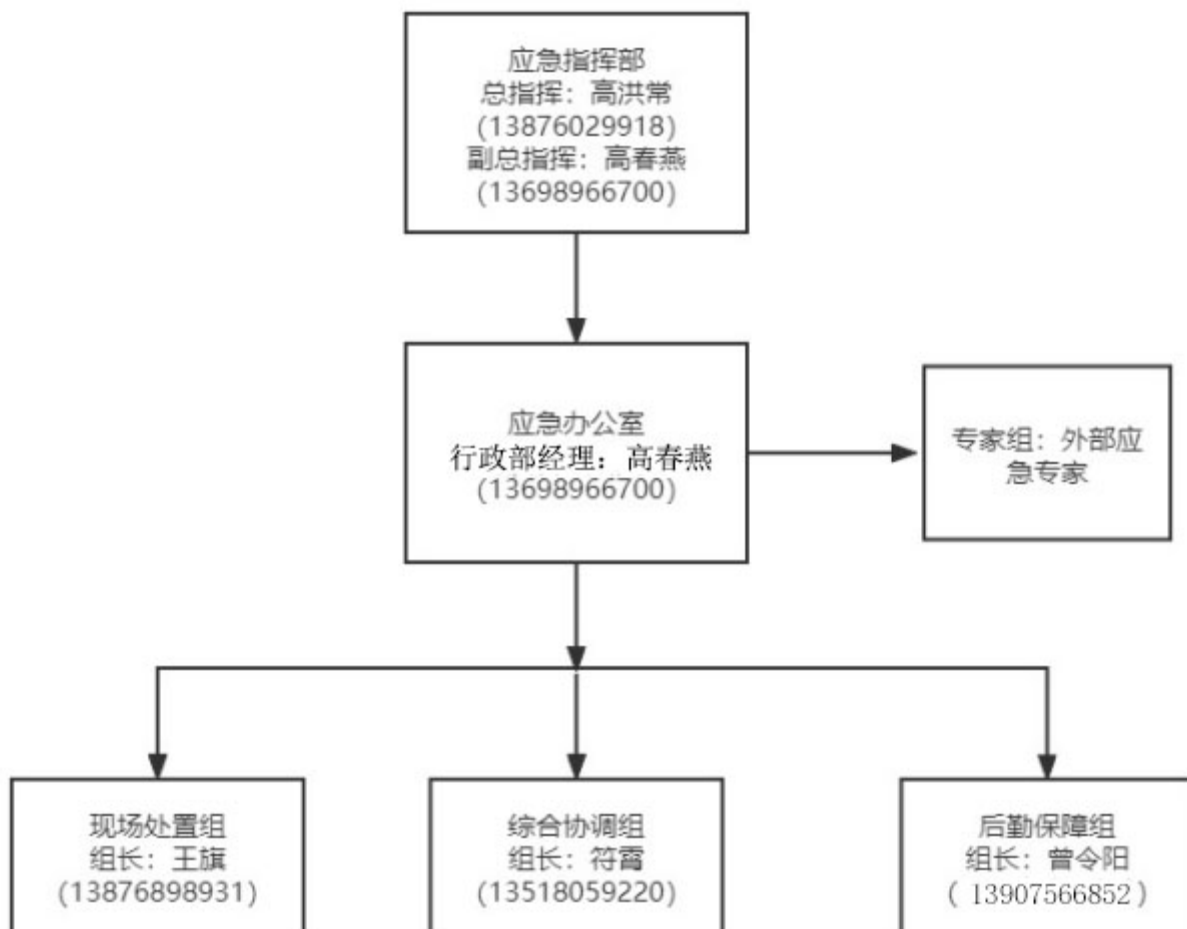 应急指挥部
总指挥：高洪常
(13876029918)
副总指挥：高春燕
(13698966700)
应急办公室
行政部经理：高春燕
(13698966700)
专家组：外部应
急专家
现场处置组
组长：王旗
(13876898931)
综合协调组
组长：符霄
(13518059220)
后勤保障组
组长：曾令阳
( 13907566852 )